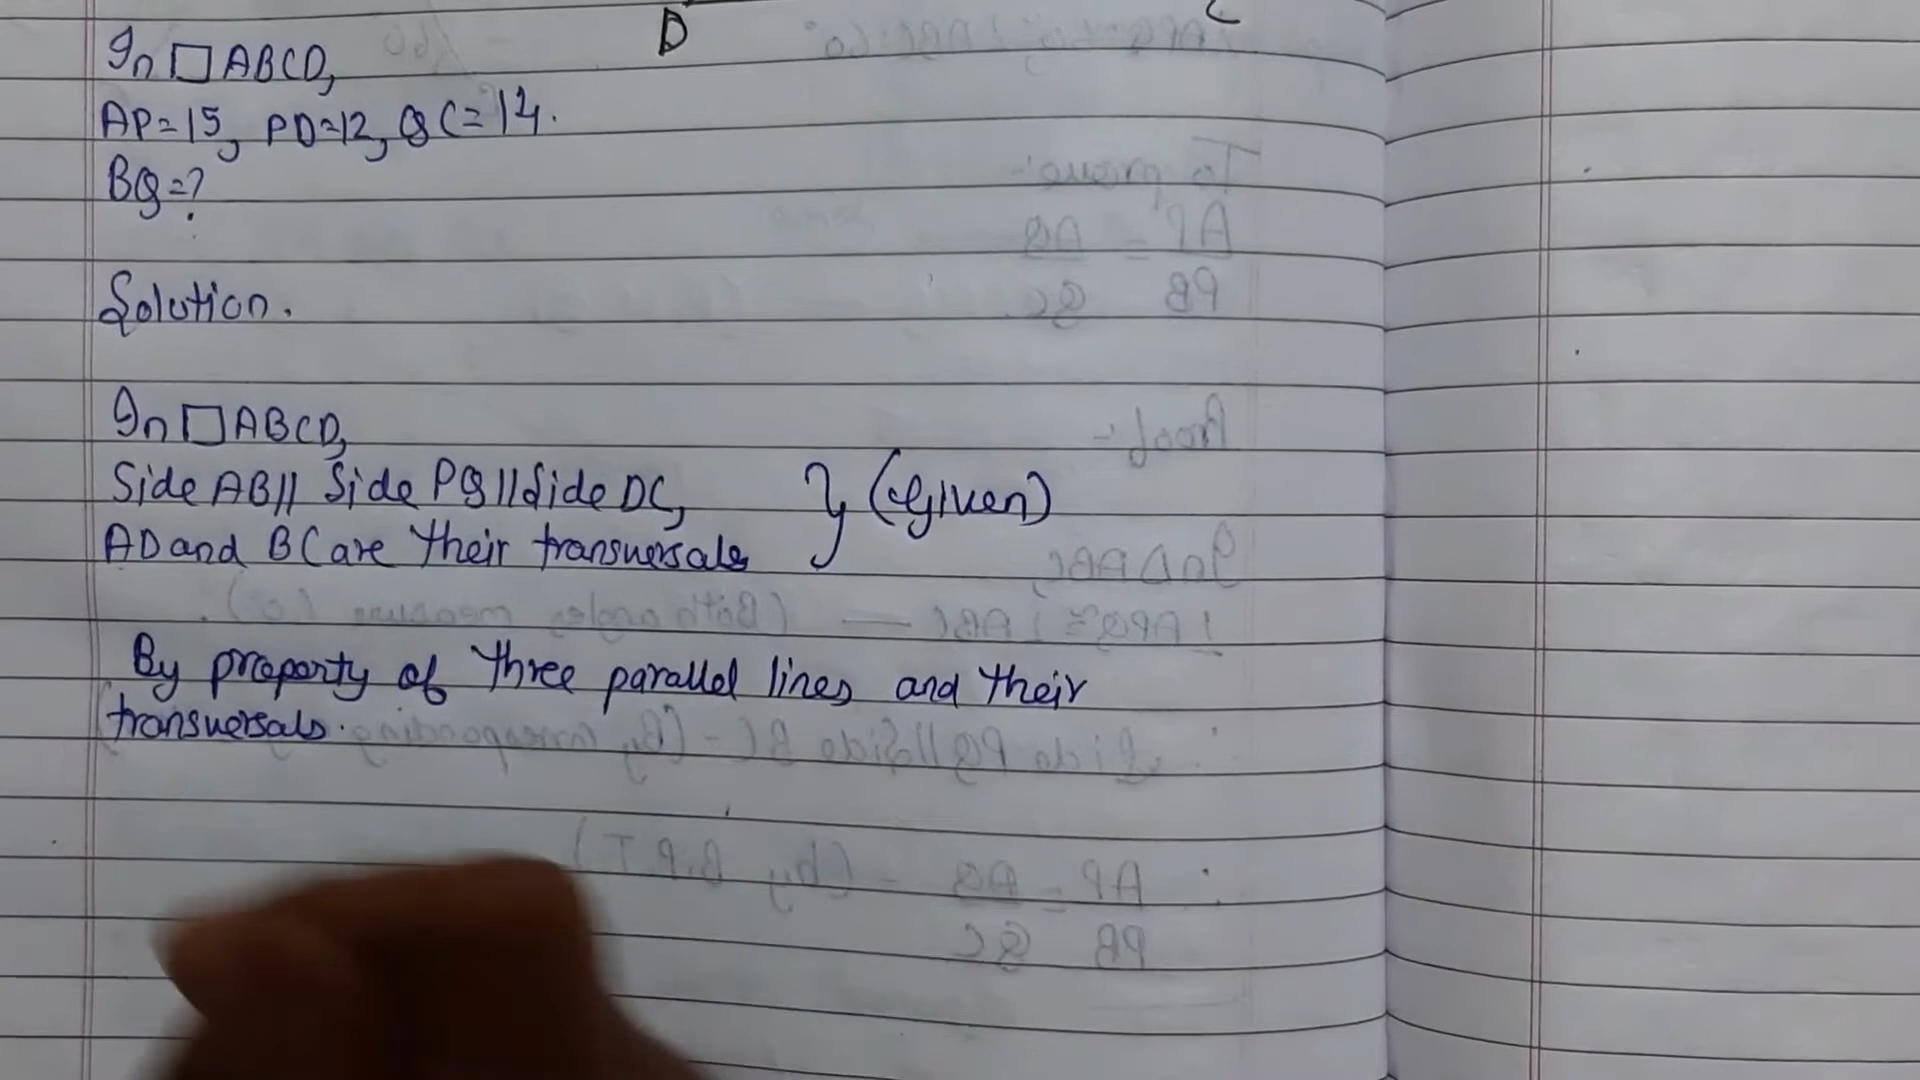 D C
In □ABCD,
AP=15, PD=12, QC=14.
BQ=?
Solution.
In □ABCD,
Side AB || Side PQ || Side DC, } (Given)
AD and BC are their transversals
By property of three parallel lines and their
transversals.